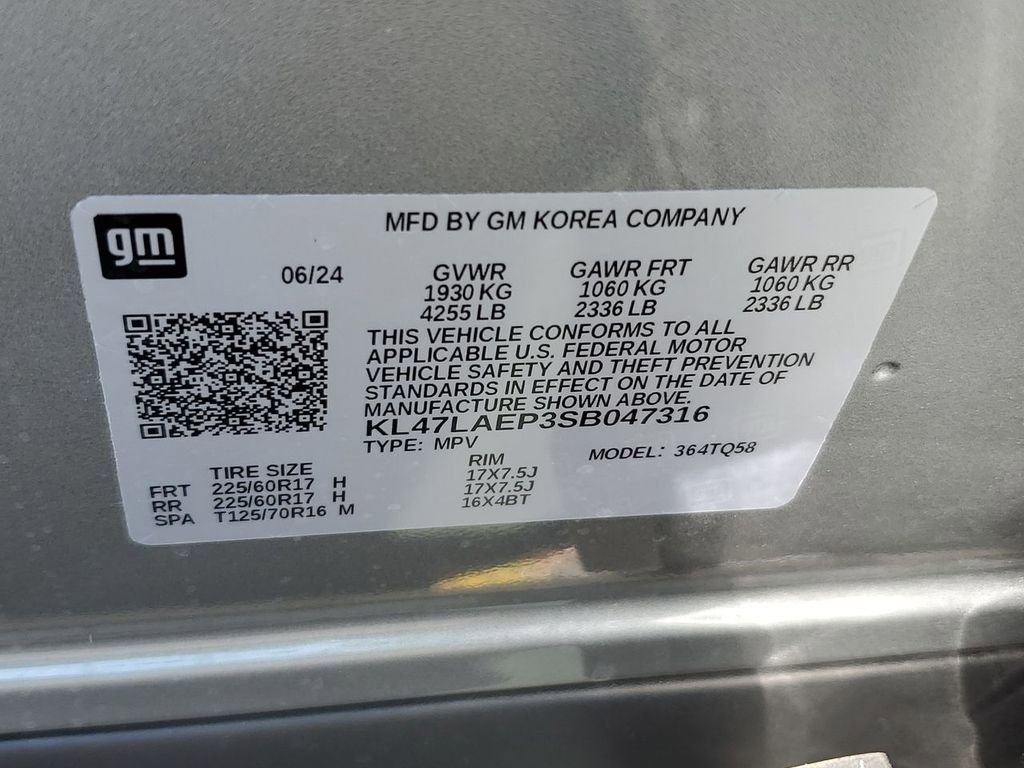 gm
MFD BY GM KOREA COMPANY
06/24
GVWR
1930 KG
4255 LB
GAWR FRT
1060 KG
2336 LB
GAWR RR
1060 KG
2336 LB
THIS VEHICLE CONFORMS TO ALL
APPLICABLE U.S. FEDERAL MOTOR
VEHICLE SAFETY AND THEFT PREVENTION
STANDARDS IN EFFECT ON THE DATE OF
MANUFACTURE SHOWN ABOVE.
KL47LAEP3SB047316
TYPE: MPV
MODEL: 364TQ58
TIRE SIZE RIM
FRT 225/60R17 H 17X7.5J
RR 225/60R17 H 17X7.5J
SPA T125/70R16 M 16X4BT